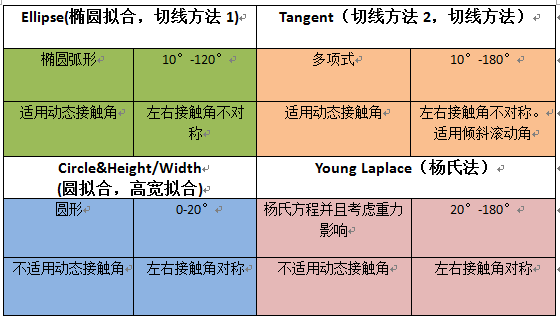 Ellipse(椭圆拟合，切线方法 1)
Tangent（切线方法 2，切线方法）
椭圆弧形
10°-120°
多项式
10°-180°
适用动态接触角
左右接触角不对
称
适用动态接触角
左右接触角不对称。
适用倾斜滚动角
Circle&Height/Width
(圆拟合，高宽拟合)
Young Laplace（杨氏法）
圆形
0-20°
杨氏方程并且考虑重力
影响
20°-180°
不适用动态接触角
左右接触角对称
不适用动态接触角
左右接触角对称